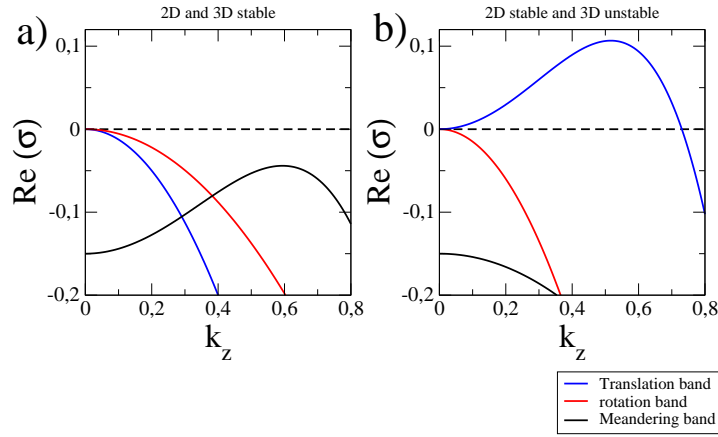 2D and 3D stable
a)
0,1
0
-0,1
-0,2
Re (σ)
0
0,2
0,4
0,6
0,8
k_z
2D stable and 3D unstable
b)
0,1
0
-0,1
-0,2
Re (σ)
0
0,2
0,4
0,6
0,8
k_z
Translation band
rotation band
Meandering band